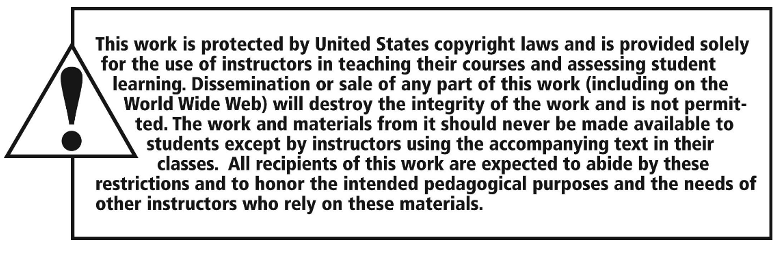 This work is protected by United States copyright laws and is provided solely
for the use of instructors in teaching their courses and assessing student
learning. Dissemination or sale of any part of this work (including on the
World Wide Web) will destroy the integrity of the work and is not permit-
ted. The work and materials from it should never be made available to
students except by instructors using the accompanying text in their
classes. All recipients of this work are expected to abide by these
restrictions and to honor the intended pedagogical purposes and the needs of
other instructors who rely on these materials.